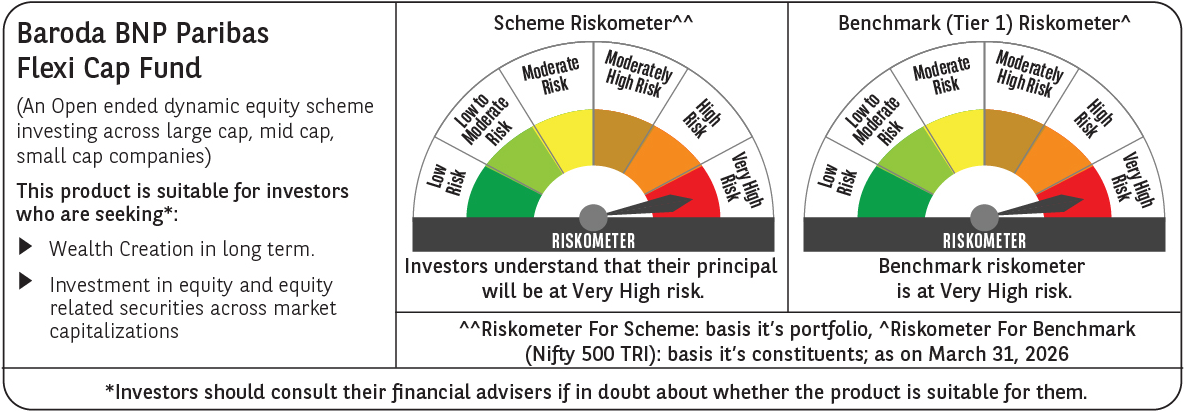 Baroda BNP Paribas
Flexi Cap Fund
(An Open ended dynamic equity scheme
investing across large cap, mid cap,
small cap companies)
This product is suitable for investors
who are seeking*:
Wealth Creation in long term.
Investment in equity and equity
related securities across market
capitalizations
Scheme Riskometer^^
Low
Risk
Low to
Moderate
Risk
Moderate
Risk
Moderately
High Risk
High
Risk
Very High
Risk
RISKOMETER
Investors understand that their principal
will be at Very High risk.
Benchmark (Tier 1) Riskometer^
Low
Risk
Low to
Moderate
Risk
Moderate
Risk
Moderately
High Risk
High
Risk
Very High
Risk
RISKOMETER
Benchmark riskometer
is at Very High risk.
^^Riskometer For Scheme: basis it's portfolio, ^Riskometer For Benchmark
(Nifty 500 TRI): basis it's constituents; as on March 31, 2026
*Investors should consult their financial advisers if in doubt about whether the product is suitable for them.